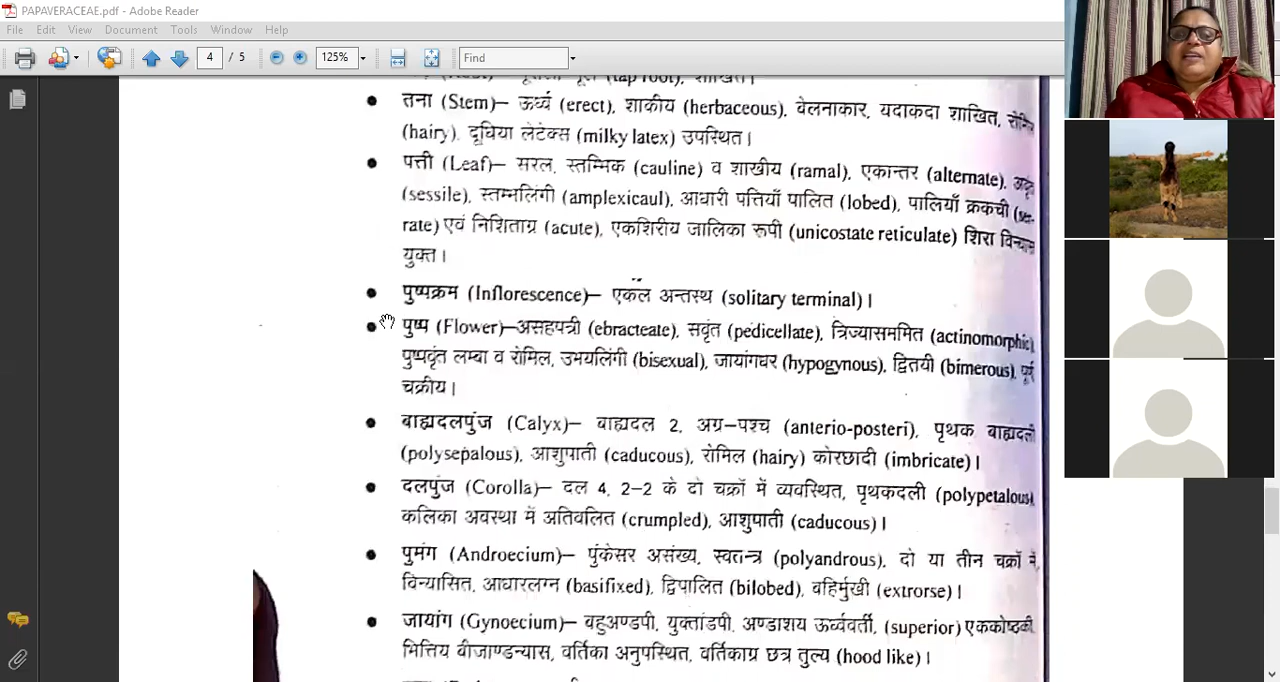 PAPAVERACEAE.pdf - Adobe Reader
File Edit View Document Tools Window Help
4 / 5 125% Find
(tap root), शाखित।
• तना (Stem)– ऊर्ध्व (erect), शाकीय (herbaceous), वेलनाकार, यदाकदा शाखित,
(hairy). दूधिया लेटेक्स (milky latex) उपस्थित।
• पत्ती (Leaf)– सरल, स्तम्भिक (cauline) व शाखीय (ramal), एकान्तर (alternate),
(sessile), स्तम्भलिंगी (amplexicaul), आधारी पत्तियाँ पालित (lobed), पालियाँ क्रकची (ser-
rate) एवं निशिताग्र (acute), एकशिरीय जालिका रूपी (unicostate reticulate) शिरा विन्यास
युक्त।
• पुष्पक्रम (Inflorescence)– एकल अन्तस्थ (solitary terminal)।
• पुष्प (Flower)–असहपत्री (ebracteate), सवृंत (pedicellate), त्रिज्यासममित (actinomorphic),
पुष्पवृंत लम्बा व रोमिल, उभयलिंगी (bisexual), जायांगधर (hypogynous), द्वितयी (bimerous), पूर्ण
चक्रीय।
• बाह्यदलपुंज (Calyx)– बाह्यदल 2, अग्र–पश्च (anterio-posteri), पृथक बाह्यदली
(polysepalous), आशुपाती (caducous), रोमिल (hairy) कोरछादी (imbricate)।
• दलपुंज (Corolla)– दल 4, 2–2 के दो चक्रों में व्यवस्थित, पृथकदली (polypetalous),
कलिका अवस्था में अतिवलित (crumpled), आशुपाती (caducous)।
• पुमंग (Androecium)– पुंकेसर असंख्य, स्वतन्त्र (polyandrous), दो या तीन चक्रों में
विन्यासित, आधारलग्न (basifixed), द्विपालित (bilobed), वहिर्मुखी (extrorse)।
• जायांग (Gynoecium)– बहुअण्डपी, युक्तांडपी, अण्डाशय ऊर्ध्ववर्ती, (superior) एककोष्ठकी,
भित्तिय बीजाण्डन्यास, वर्तिका अनुपस्थित, वर्तिकाग्र छत्र तुल्य (hood like)।